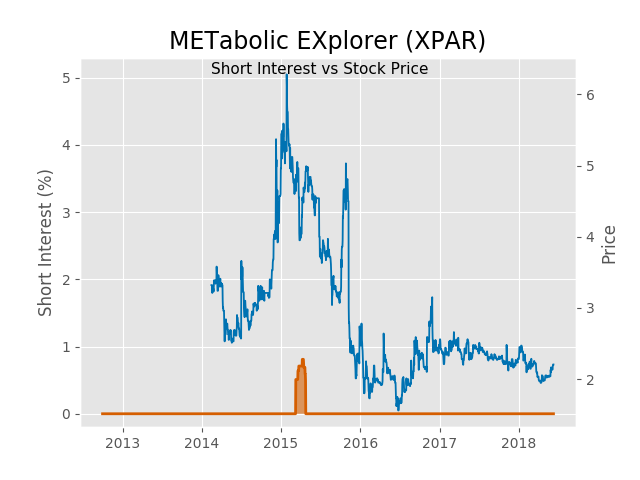 METabolic EXplorer (XPAR)
Short Interest vs Stock Price
Short Interest (%)
5
4
3
2
1
0
6
5
4
3
2
Price
2013 2014 2015 2016 2017 2018